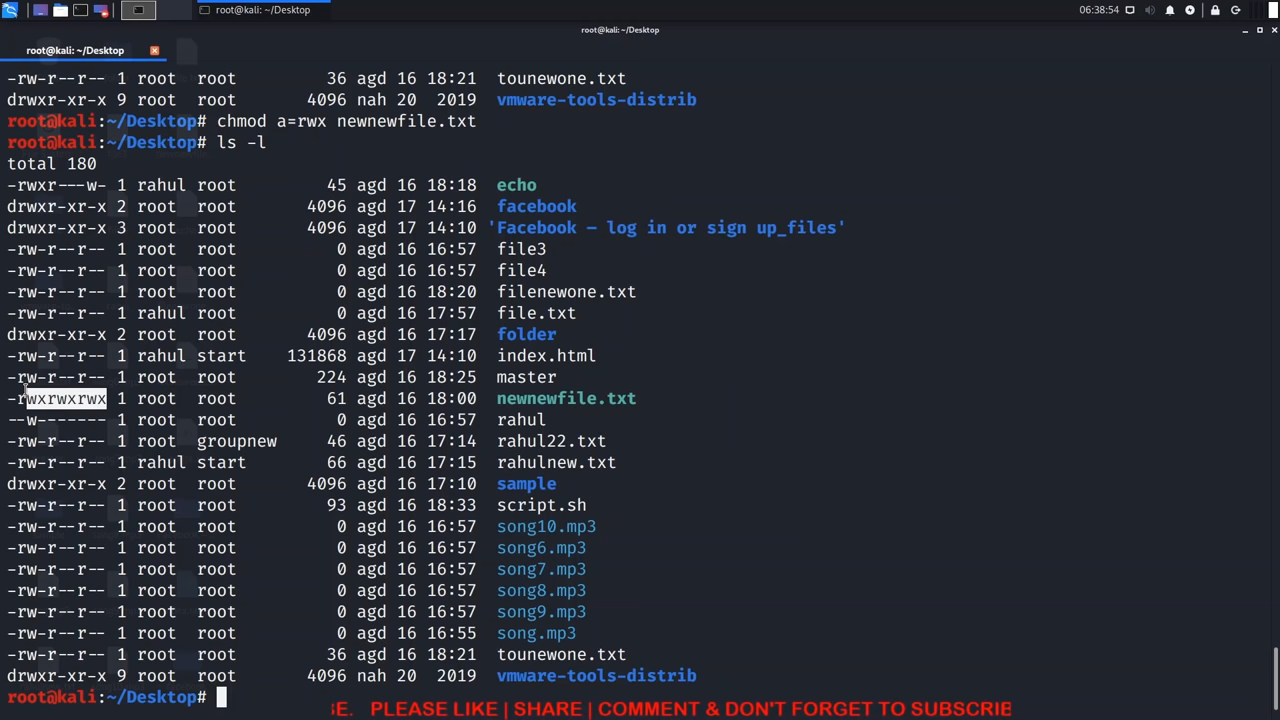 root@kali: ~/Desktop
06:38:54
root@kali: ~/Desktop
root@kali: ~/Desktop
-rw-r--r-- 1 root root 36 agd 16 18:21 tounewone.txt
drwxr-xr-x 9 root root 4096 nah 20 2019 vmware-tools-distrib
root@kali:~/Desktop# chmod a=rwx newnewfile.txt
root@kali:~/Desktop# ls -l
total 180
-rwxr---w- 1 rahul root 45 agd 16 18:18 echo
drwxr-xr-x 2 root root 4096 agd 17 14:16 facebook
drwxr-xr-x 3 root root 4096 agd 17 14:10 'Facebook – log in or sign up_files'
-rw-r--r-- 1 root root 0 agd 16 16:57 file3
-rw-r--r-- 1 root root 0 agd 16 16:57 file4
-rw-r--r-- 1 root root 0 agd 16 18:20 filenewone.txt
-rw-r--r-- 1 rahul root 0 agd 16 17:57 file.txt
drwxr-xr-x 2 root root 4096 agd 16 17:17 folder
-rw-r--r-- 1 rahul start 131868 agd 17 14:10 index.html
-rw-r--r-- 1 root root 224 agd 16 18:25 master
-rwxrwxrwx 1 root root 61 agd 16 18:00 newnewfile.txt
--w------- 1 root root 0 agd 16 16:57 rahul
-rw-r--r-- 1 root groupnew 46 agd 16 17:14 rahul22.txt
-rw-r--r-- 1 rahul start 66 agd 16 17:15 rahulnew.txt
drwxr-xr-x 2 root root 4096 agd 16 17:10 sample
-rw-r--r-- 1 root root 93 agd 16 18:33 script.sh
-rw-r--r-- 1 root root 0 agd 16 16:57 song10.mp3
-rw-r--r-- 1 root root 0 agd 16 16:57 song6.mp3
-rw-r--r-- 1 root root 0 agd 16 16:57 song7.mp3
-rw-r--r-- 1 root root 0 agd 16 16:57 song8.mp3
-rw-r--r-- 1 root root 0 agd 16 16:57 song9.mp3
-rw-r--r-- 1 root root 0 agd 16 16:55 song.mp3
-rw-r--r-- 1 root root 36 agd 16 18:21 tounewone.txt
drwxr-xr-x 9 root root 4096 nah 20 2019 vmware-tools-distrib
root@kali:~/Desktop#
E. PLEASE LIKE | SHARE | COMMENT & DON'T FORGET TO SUBSCRIB